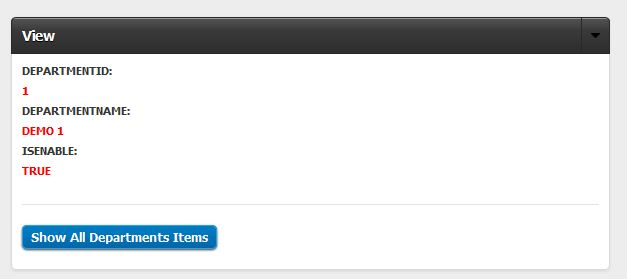 View
DEPARTMENTID:
1
DEPARTMENTNAME:
DEMO 1
ISENABLE:
TRUE
Show All Departments Items